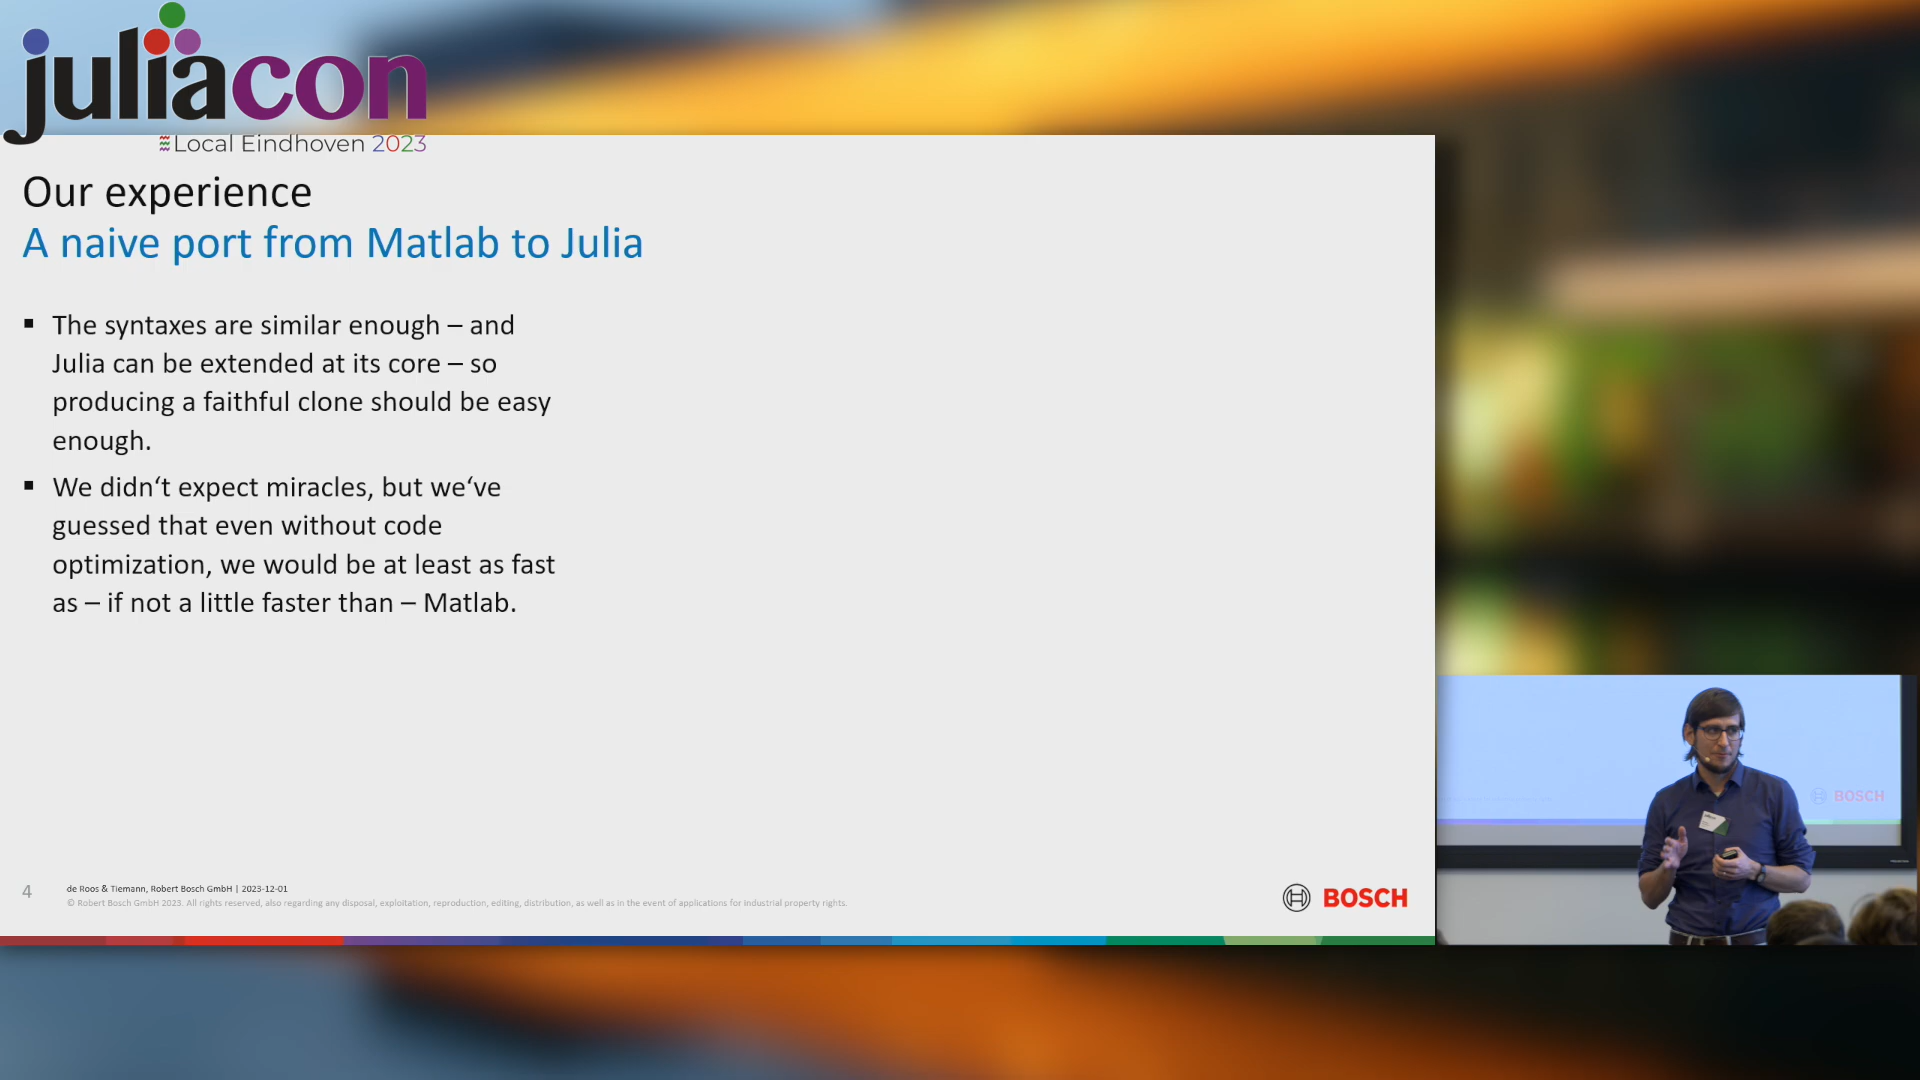 juliacon
Local Eindhoven 2023
Our experience
A naive port from Matlab to Julia
▪ The syntaxes are similar enough – and
Julia can be extended at its core – so
producing a faithful clone should be easy
enough.
▪ We didn‘t expect miracles, but we‘ve
guessed that even without code
optimization, we would be at least as fast
as – if not a little faster than – Matlab.
4
de Roos & Tiemann, Robert Bosch GmbH | 2023-12-01
© Robert Bosch GmbH 2023. All rights reserved, also regarding any disposal, exploitation, reproduction, editing, distribution, as well as in the event of applications for industrial property rights.
BOSCH
BOSCH